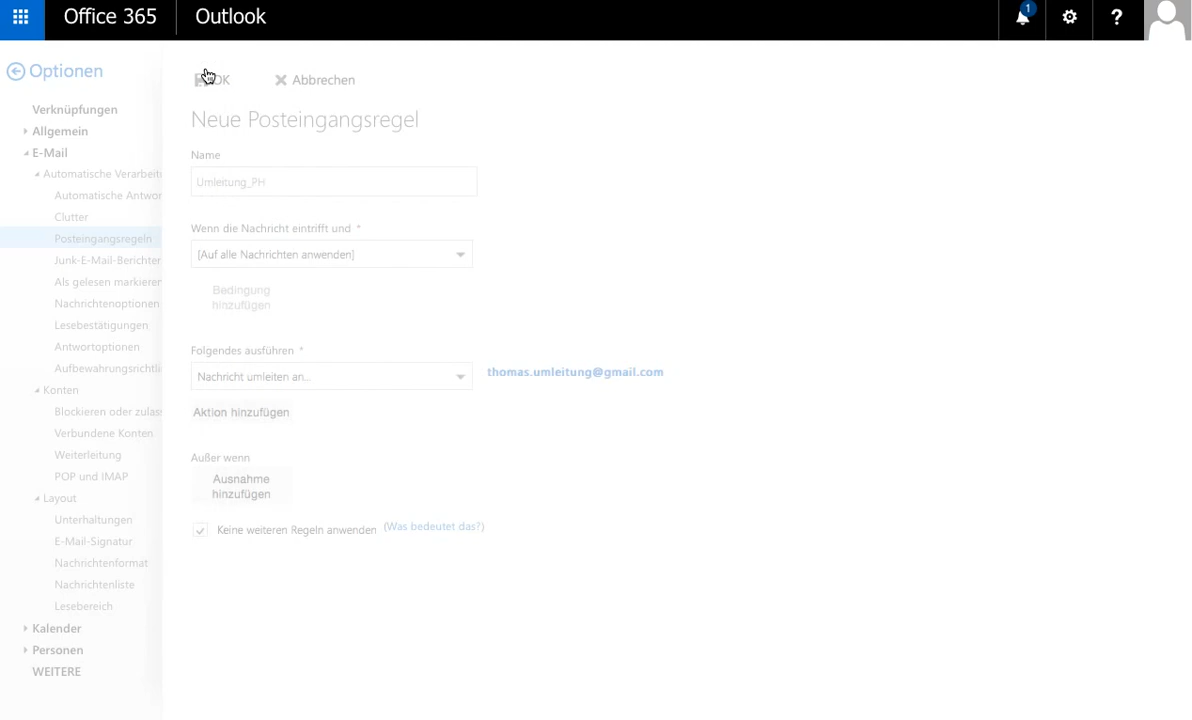 Office 365 Outlook 1 ?
Optionen
OK Abbrechen
Neue Posteingangsregel
Verknüpfungen
Allgemein
E-Mail
Automatische Verarbeit
Automatische Antwor
Clutter
Posteingangsregeln
Junk-E-Mail-Berichter
Als gelesen markieren
Nachrichtenoptionen
Lesebestätigungen
Antwortoptionen
Aufbewahrungsrichtli
Konten
Blockieren oder zulas
Verbundene Konten
Weiterleitung
POP und IMAP
Layout
Unterhaltungen
E-Mail-Signatur
Nachrichtenformat
Nachrichtenliste
Lesebereich
Kalender
Personen
WEITERE
Name
Umleitung_PH
Wenn die Nachricht eintrifft und *
(Auf alle Nachrichten anwenden)
Bedingung
hinzufügen
Folgendes ausführen *
Nachricht umleiten an... thomas.umleitung@gmail.com
Aktion hinzufügen
Außer wenn
Ausnahme
hinzufügen
Keine weiteren Regeln anwenden (Was bedeutet das?)